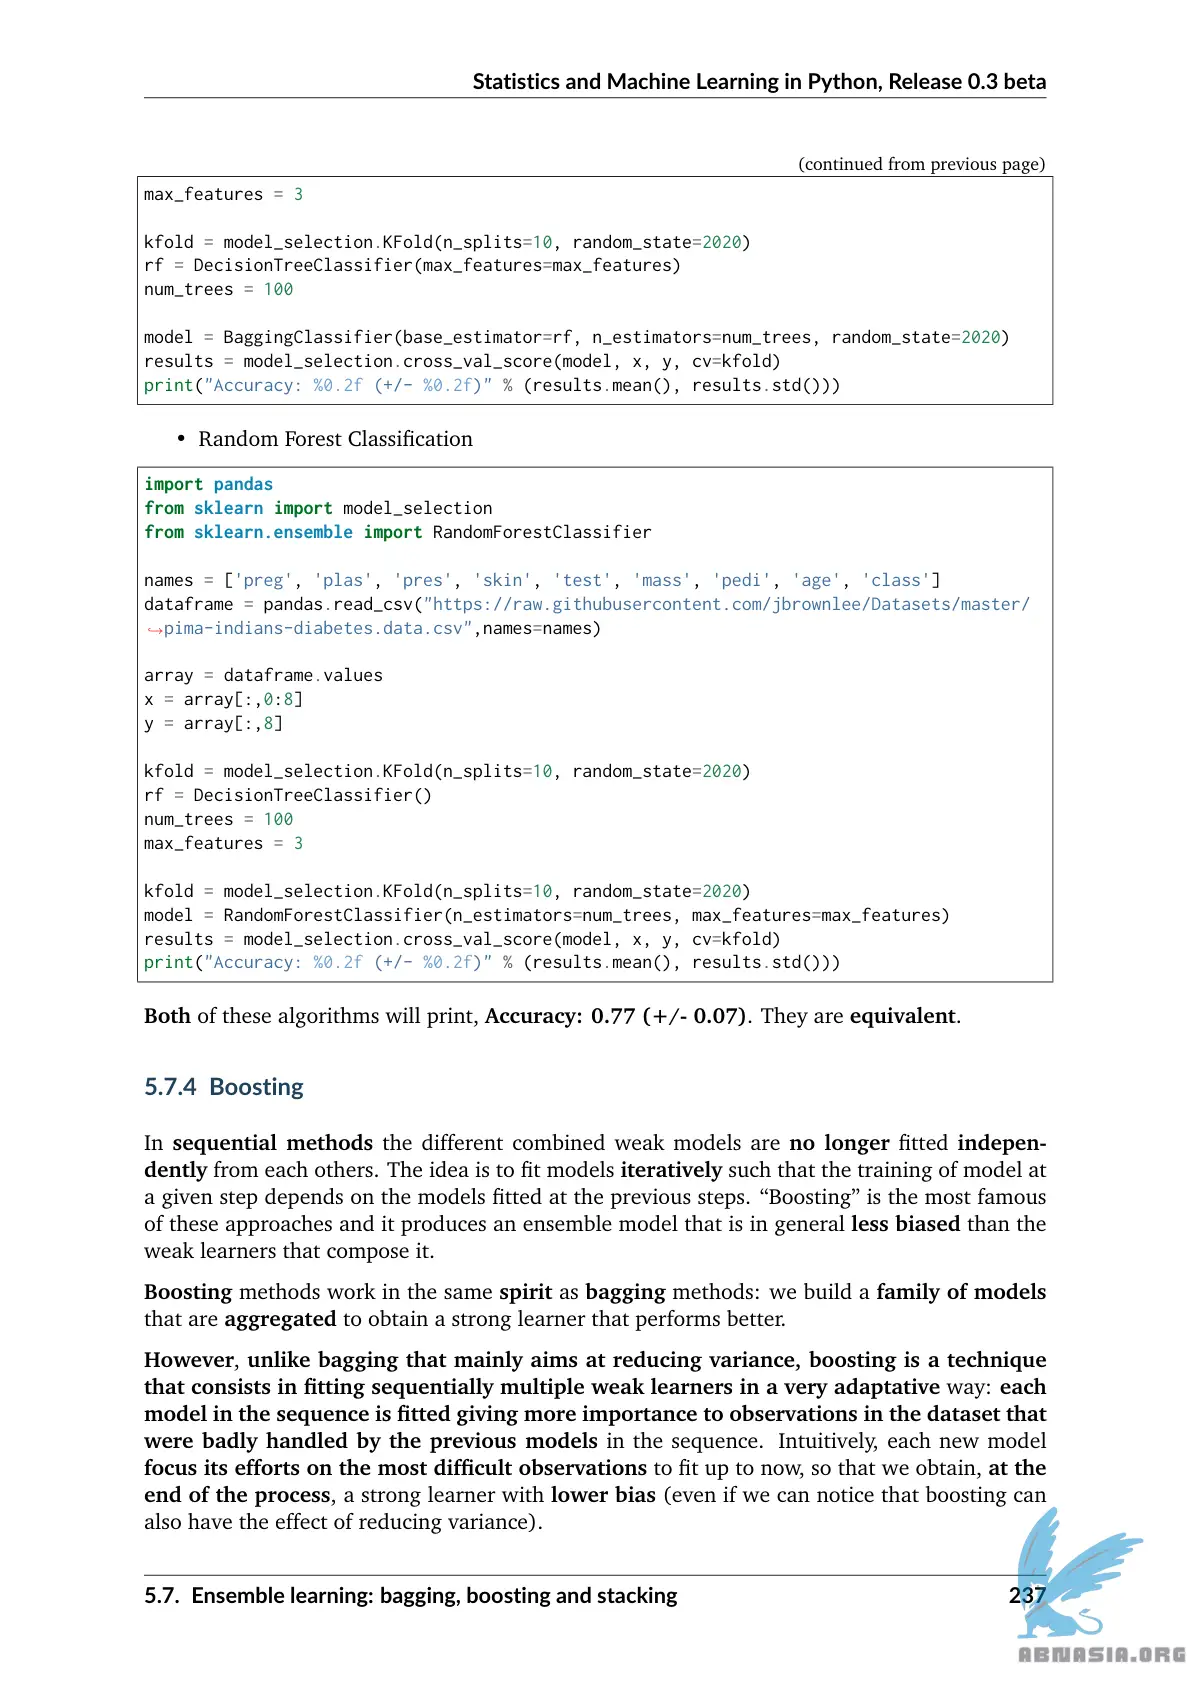 Statistics and Machine Learning in Python, Release 0.3 beta
(continued from previous page)
max_features = 3
kfold = model_selection.KFold(n_splits=10, random_state=2020)
rf = DecisionTreeClassifier(max_features=max_features)
num_trees = 100
model = BaggingClassifier(base_estimator=rf, n_estimators=num_trees, random_state=2020)
results = model_selection.cross_val_score(model, x, y, cv=kfold)
print("Accuracy: %0.2f (+/- %0.2f)" % (results.mean(), results.std()))
• Random Forest Classification
import pandas
from sklearn import model_selection
from sklearn.ensemble import RandomForestClassifier
names = ['preg', 'plas', 'pres', 'skin', 'test', 'mass', 'pedi', 'age', 'class']
dataframe = pandas.read_csv("https://raw.githubusercontent.com/jbrownlee/Datasets/master/
↪pima-indians-diabetes.data.csv",names=names)
array = dataframe.values
x = array[:,0:8]
y = array[:,8]
kfold = model_selection.KFold(n_splits=10, random_state=2020)
rf = DecisionTreeClassifier()
num_trees = 100
max_features = 3
kfold = model_selection.KFold(n_splits=10, random_state=2020)
model = RandomForestClassifier(n_estimators=num_trees, max_features=max_features)
results = model_selection.cross_val_score(model, x, y, cv=kfold)
print("Accuracy: %0.2f (+/- %0.2f)" % (results.mean(), results.std()))
Both of these algorithms will print, Accuracy: 0.77 (+/- 0.07). They are equivalent.
5.7.4 Boosting
In sequential methods the different combined weak models are no longer fitted indepen-
dently from each others. The idea is to fit models iteratively such that the training of model at
a given step depends on the models fitted at the previous steps. “Boosting” is the most famous
of these approaches and it produces an ensemble model that is in general less biased than the
weak learners that compose it.
Boosting methods work in the same spirit as bagging methods: we build a family of models
that are aggregated to obtain a strong learner that performs better.
However, unlike bagging that mainly aims at reducing variance, boosting is a technique
that consists in fitting sequentially multiple weak learners in a very adaptative way: each
model in the sequence is fitted giving more importance to observations in the dataset that
were badly handled by the previous models in the sequence. Intuitively, each new model
focus its efforts on the most difficult observations to fit up to now, so that we obtain, at the
end of the process, a strong learner with lower bias (even if we can notice that boosting can
also have the effect of reducing variance).
5.7. Ensemble learning: bagging, boosting and stacking 237
ABNASIA.ORG